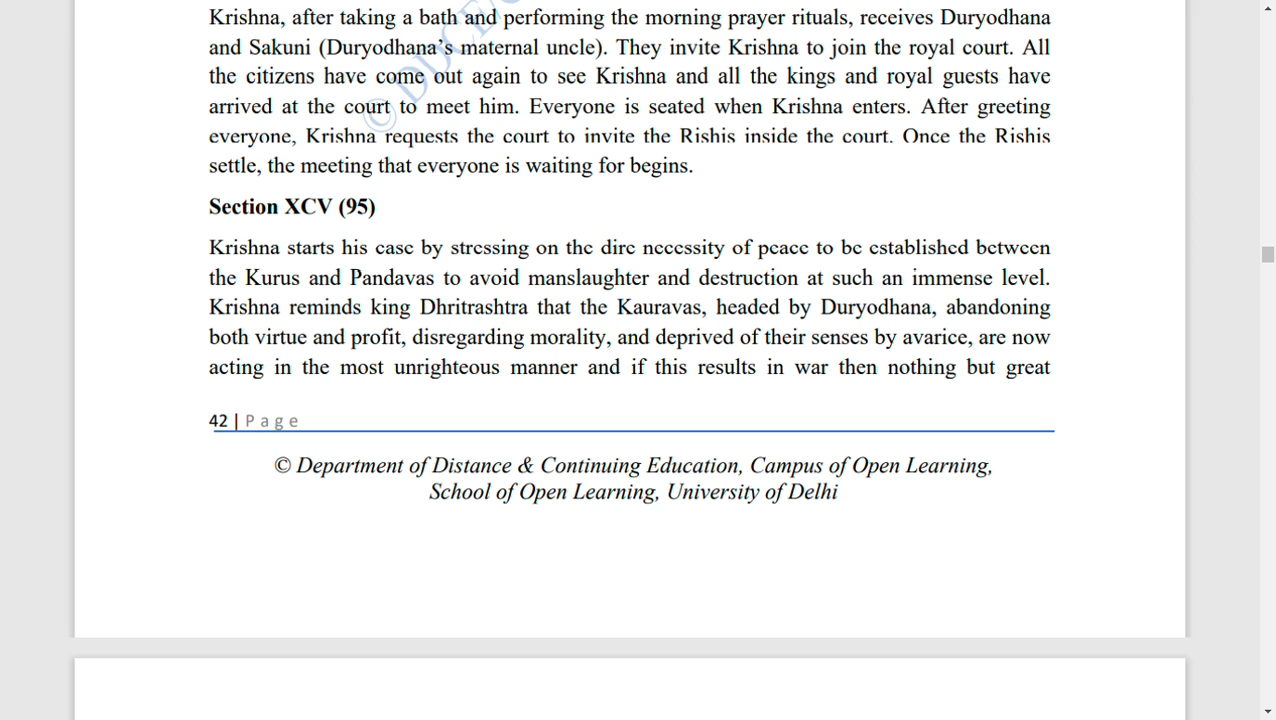 Krishna, after taking a bath and performing the morning prayer rituals, receives Duryodhana
and Sakuni (Duryodhana's maternal uncle). They invite Krishna to join the royal court. All
the citizens have come out again to see Krishna and all the kings and royal guests have
arrived at the court to meet him. Everyone is seated when Krishna enters. After greeting
everyone, Krishna requests the court to invite the Rishis inside the court. Once the Rishis
settle, the meeting that everyone is waiting for begins.
Section XCV (95)
Krishna starts his case by stressing on the dire necessity of peace to be established between
the Kurus and Pandavas to avoid manslaughter and destruction at such an immense level.
Krishna reminds king Dhritrashtra that the Kauravas, headed by Duryodhana, abandoning
both virtue and profit, disregarding morality, and deprived of their senses by avarice, are now
acting in the most unrighteous manner and if this results in war then nothing but great
42 | Page
© Department of Distance & Continuing Education, Campus of Open Learning,
School of Open Learning, University of Delhi